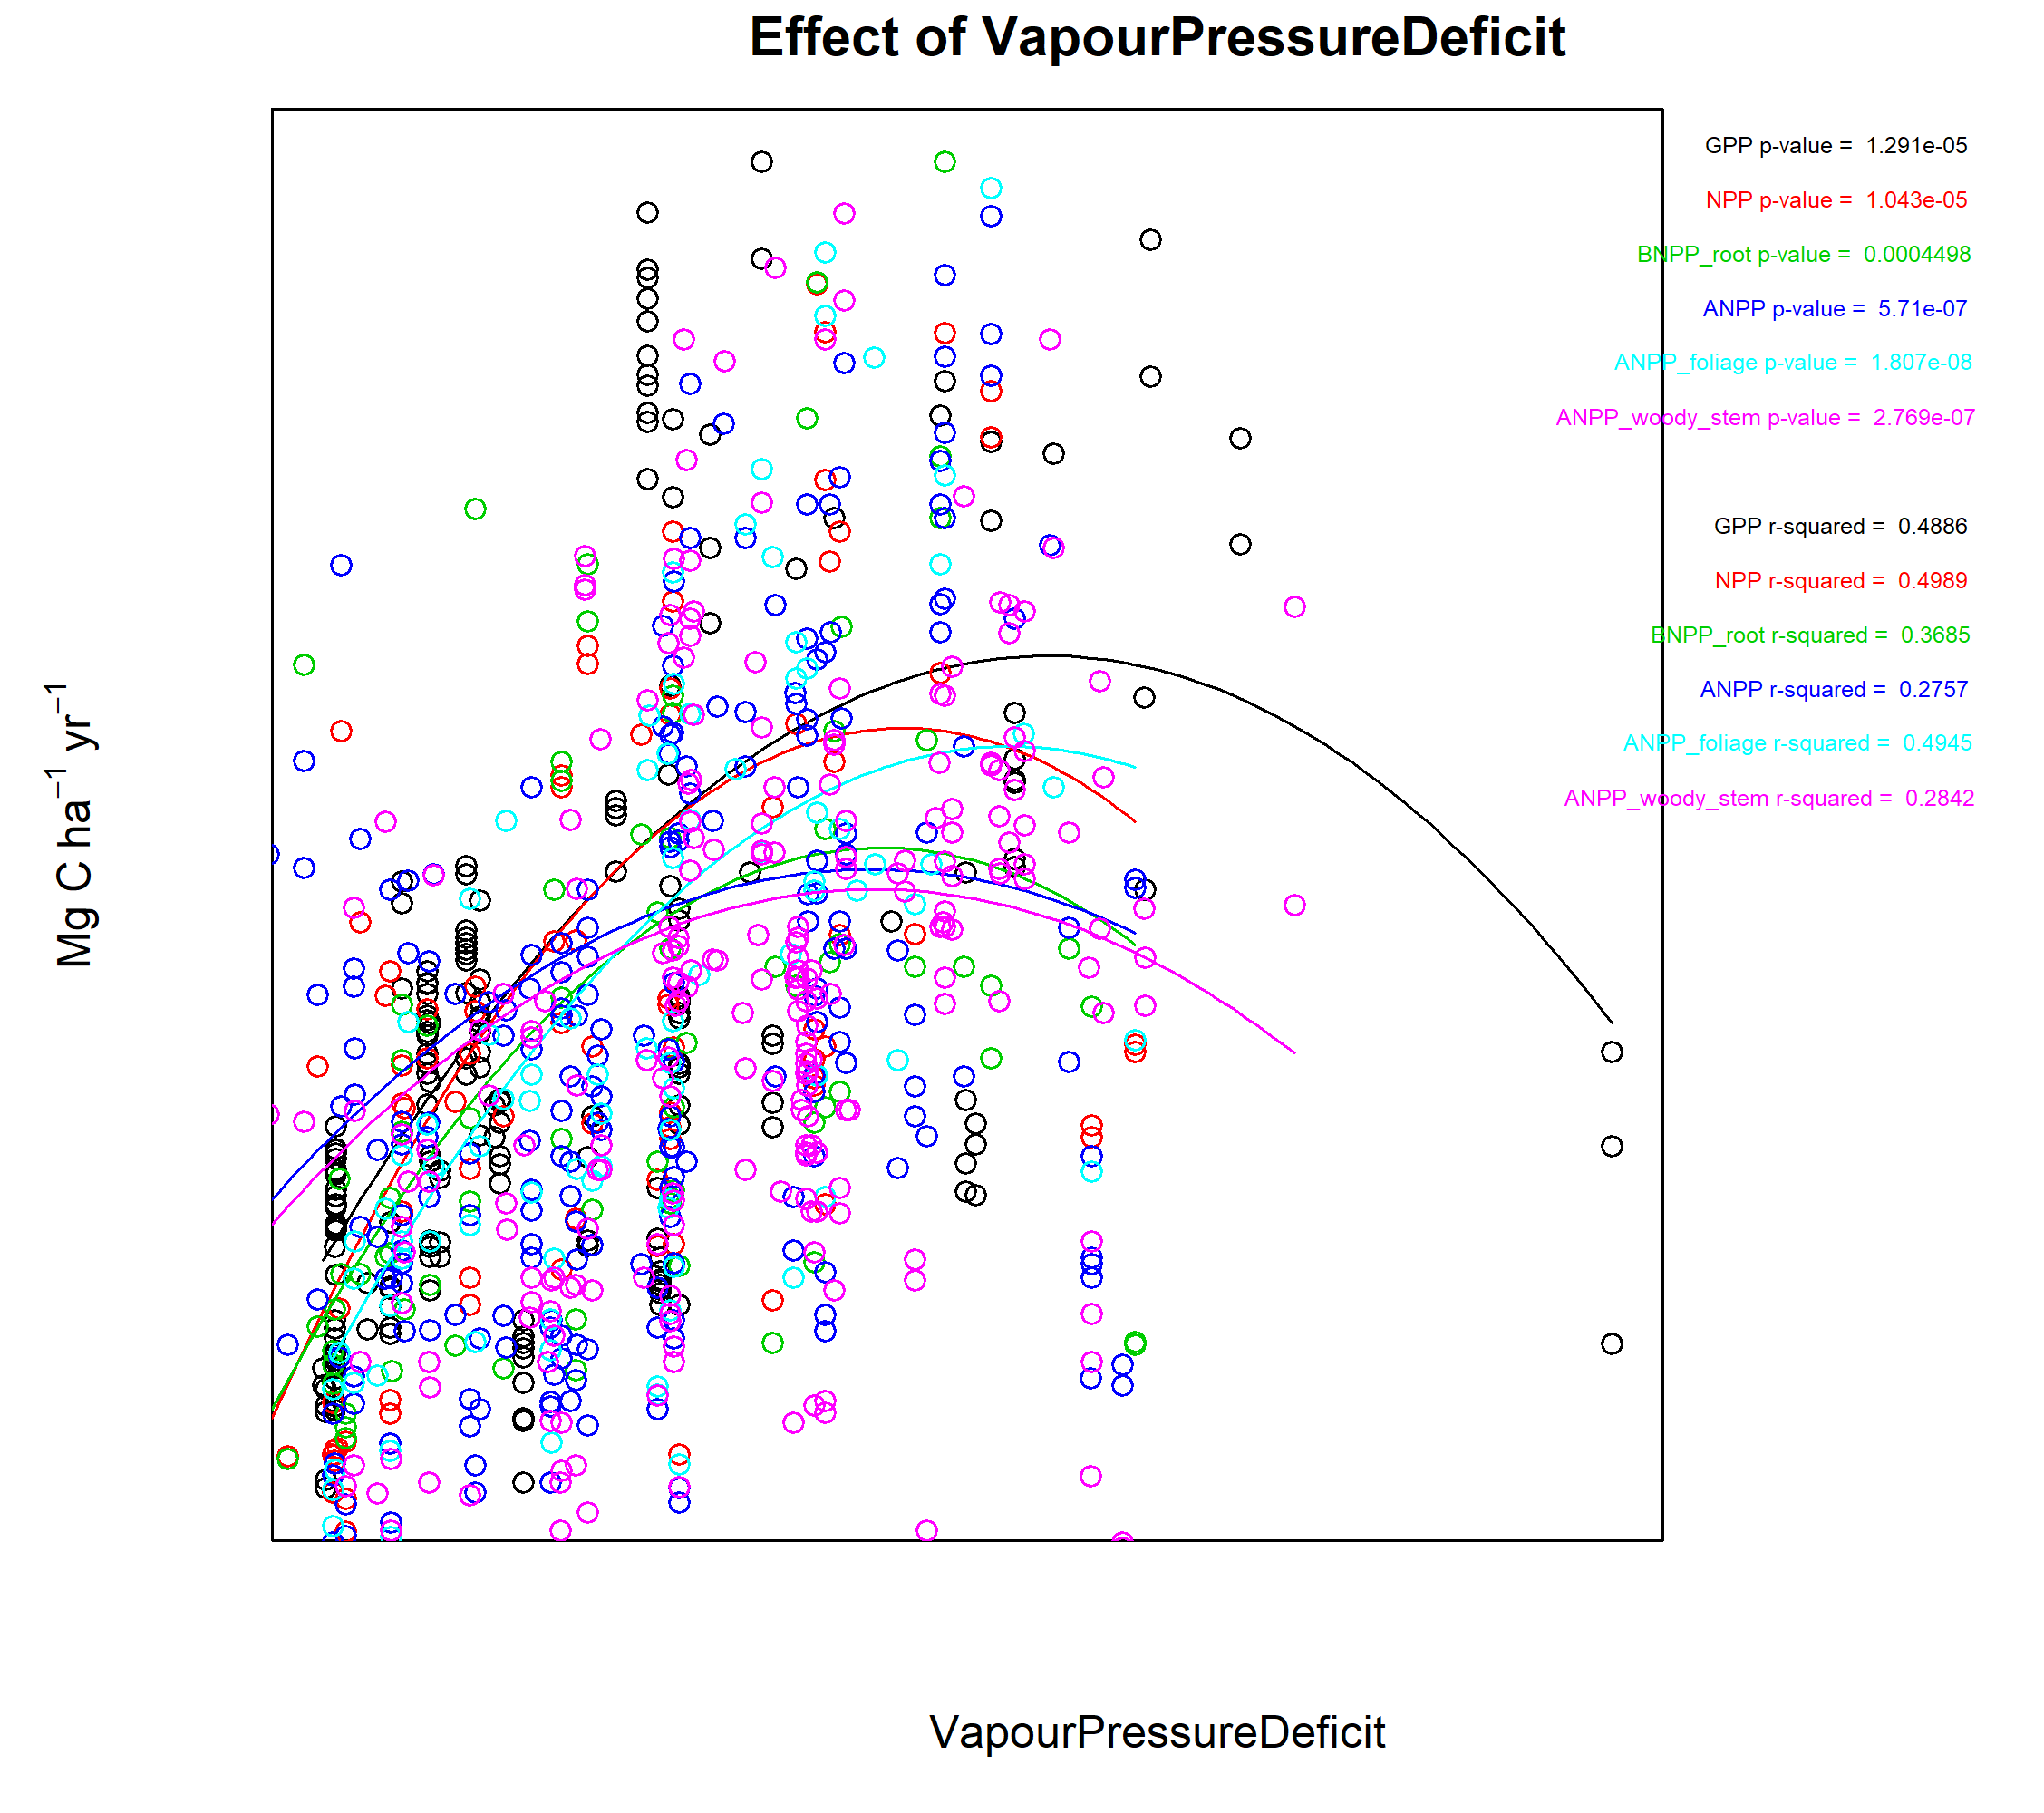 Effect of VapourPressureDeficit
GPP p-value =  1.291e-05
NPP p-value =  1.043e-05
BNPP_root p-value =  0.0004498
ANPP p-value =  5.71e-07
ANPP_foliage p-value =  1.807e-08
ANPP_woody_stem p-value =  2.769e-07
GPP r-squared =  0.4886
NPP r-squared =  0.4989
BNPP_root r-squared =  0.3685
ANPP r-squared =  0.2757
ANPP_foliage r-squared =  0.4945
ANPP_woody_stem r-squared =  0.2842
Mg C ha⁻¹ yr⁻¹
VapourPressureDeficit